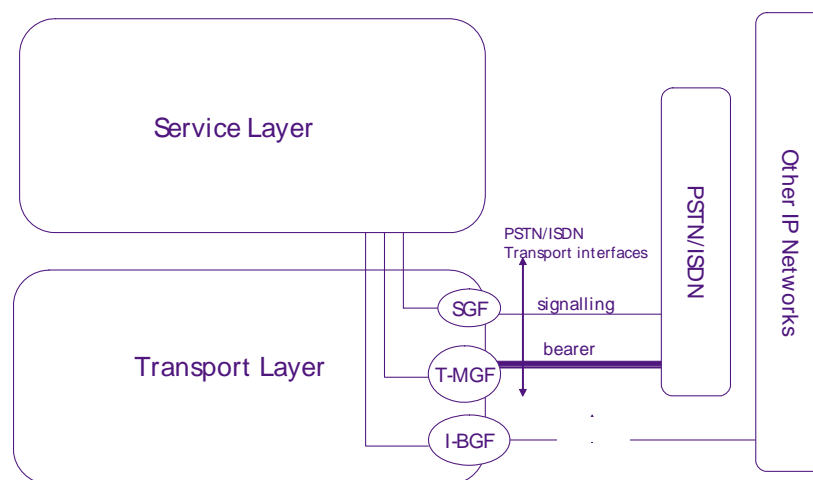 Service Layer
PSTN/ISDN
Transport interfaces
SGF
signalling
bearer
Transport Layer
T-MGF
I-BGF
PSTN/ISDN
Other IP Networks